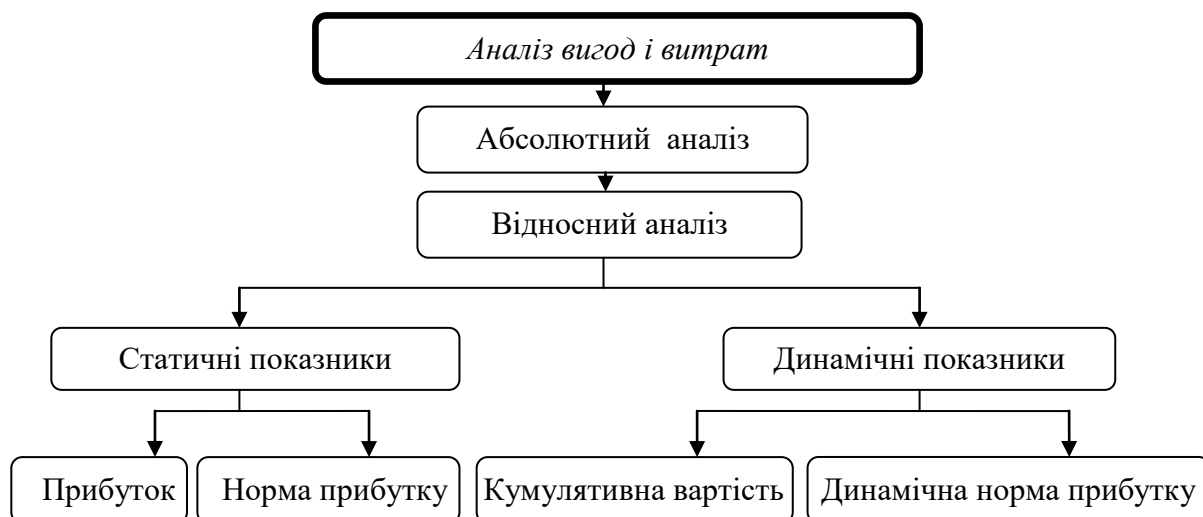 Аналіз вигод і витрат
Абсолютний аналіз
Відносний аналіз
Статичні показники
Динамічні показники
Прибуток
Норма прибутку
Кумулятивна вартість
Динамічна норма прибутку